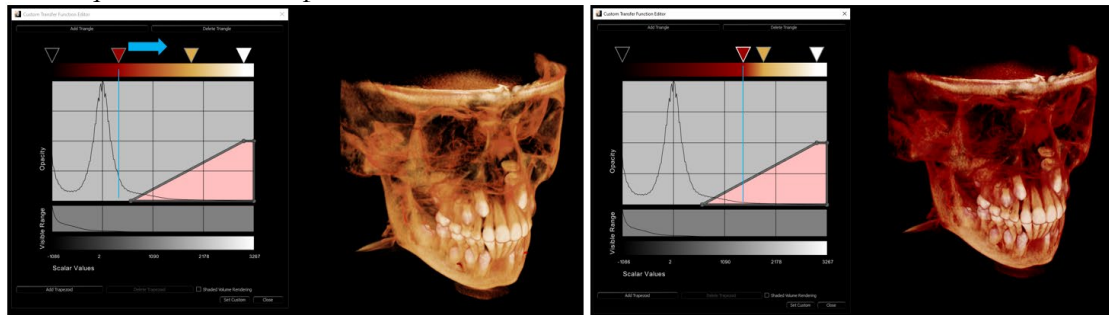 Custom Transfer Function Editor
Add Triangle
Delete Triangle
Opacity
Visible Range
-1086
2
1090
2178
3267
Scalar Values
Add Trapezoid
Delete Trapezoid
Shaded Volume Rendering
Set Custom
Close
Custom Transfer Function Editor
Add Triangle
Delete Triangle
Opacity
Visible Range
-1086
2
1090
2178
3267
Scalar Values
Add Trapezoid
Delete Trapezoid
Shaded Volume Rendering
Set Custom
Close